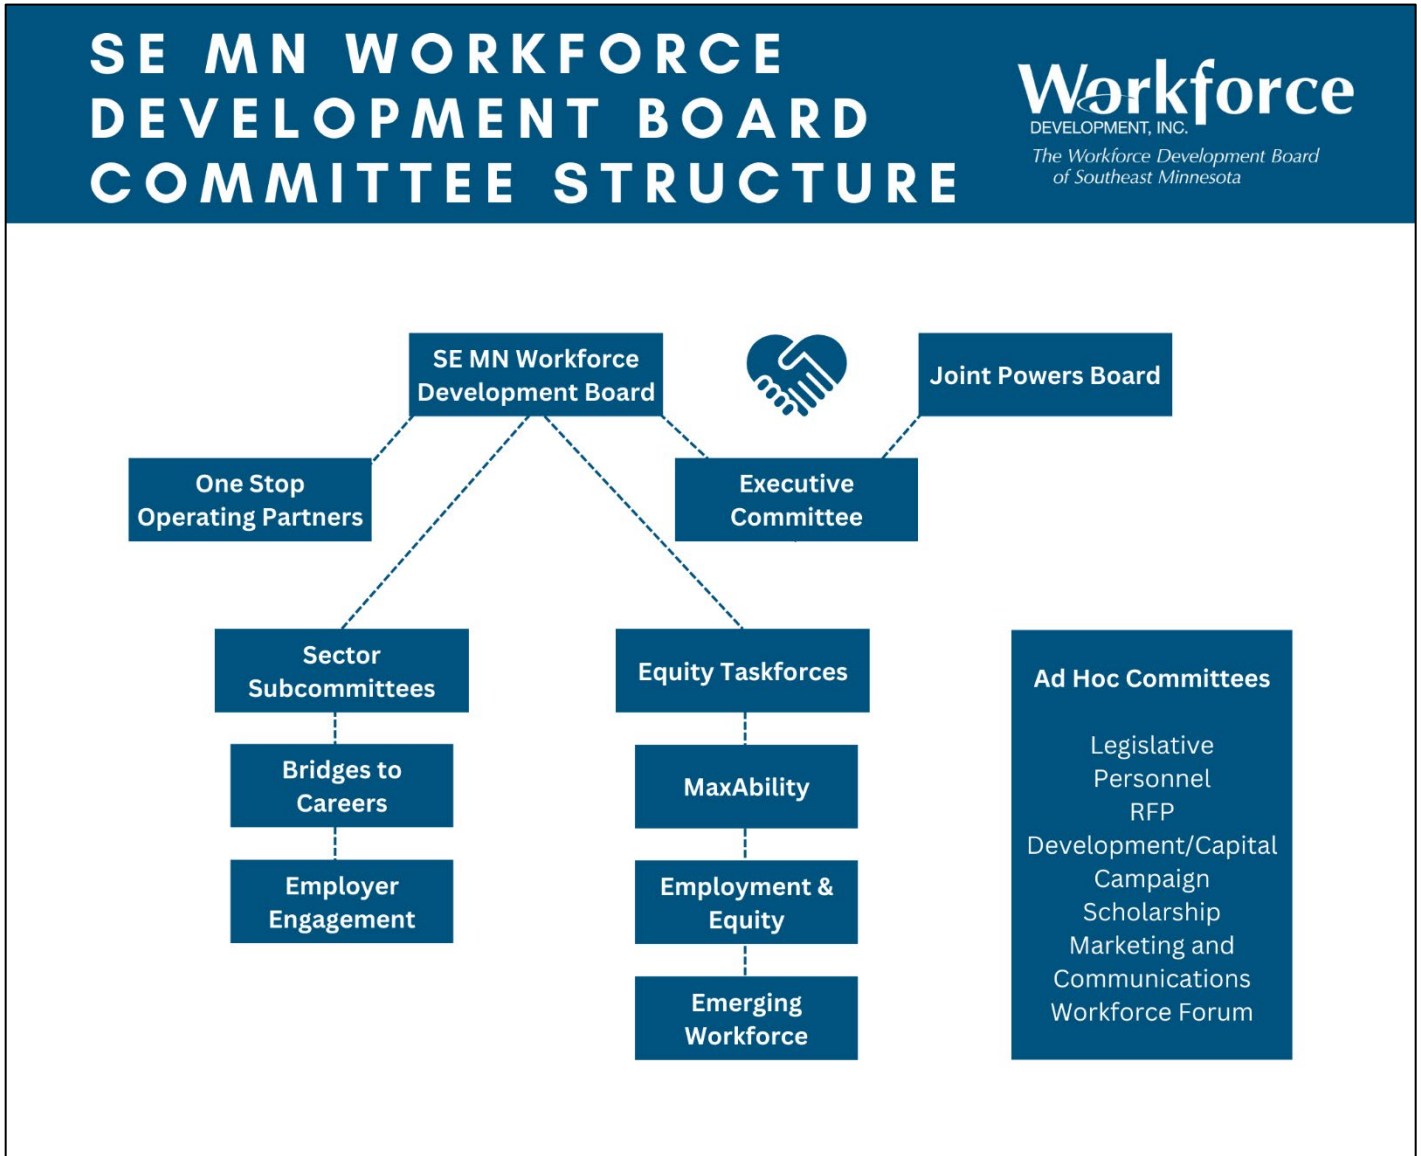 SE MN WORKFORCE
DEVELOPMENT BOARD
COMMITTEE STRUCTURE
Workforce
DEVELOPMENT, INC.
The Workforce Development Board
of Southeast Minnesota
SE MN Workforce
Development Board
Joint Powers Board
One Stop
Operating Partners
Executive
Committee
Sector
Subcommittees
Bridges to
Careers
Employer
Engagement
Equity Taskforces
MaxAbility
Employment &
Equity
Emerging
Workforce
Ad Hoc Committees
Legislative
Personnel
RFP
Development/Capital
Campaign
Scholarship
Marketing and
Communications
Workforce Forum